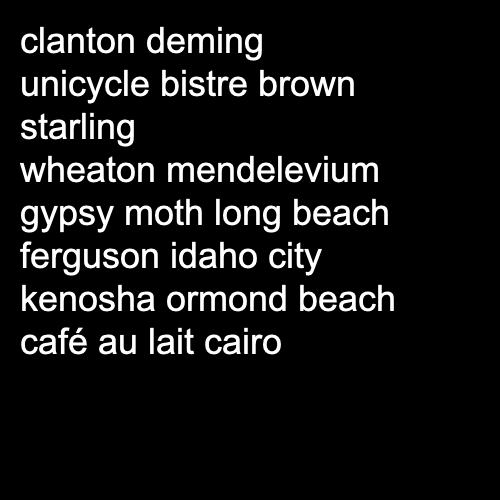 clanton deming
unicycle bistre brown
starling
wheaton mendelevium
gypsy moth long beach
ferguson idaho city
kenosha ormond beach
café au lait cairo